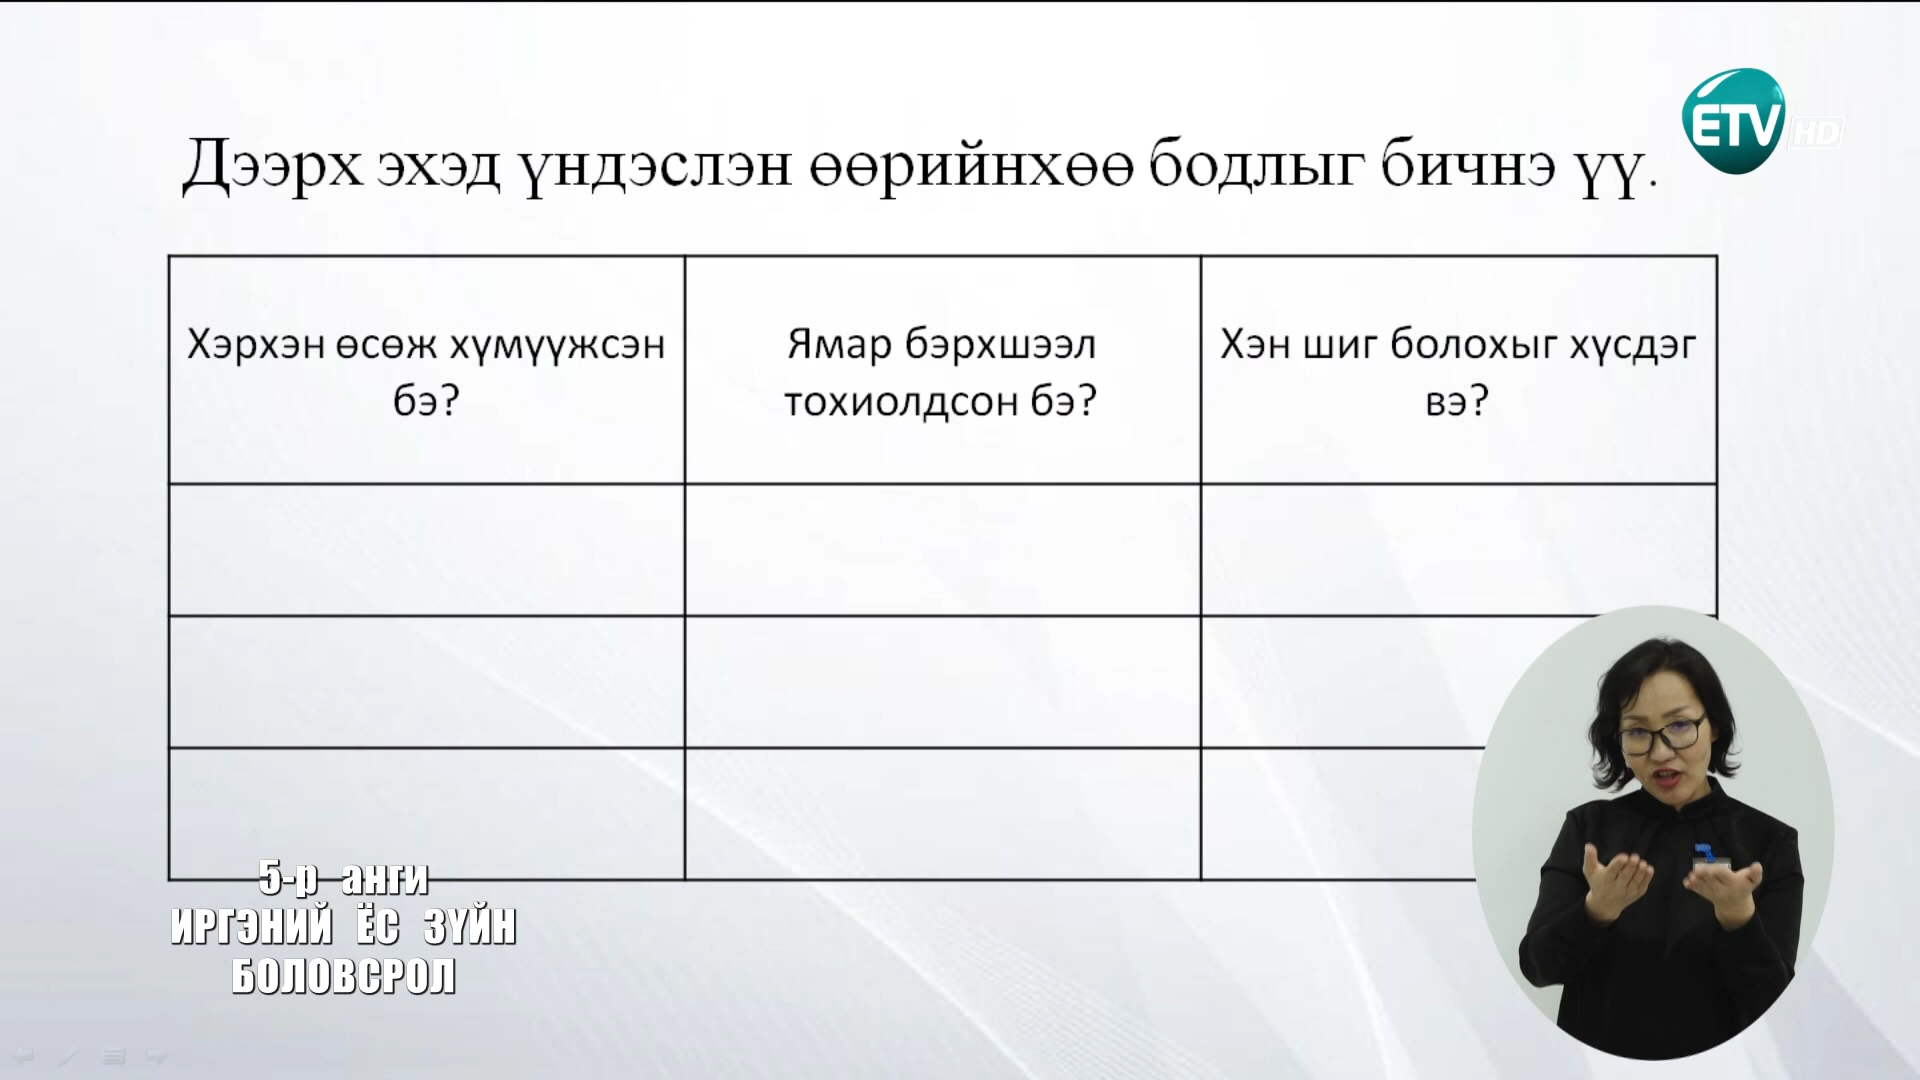 ETV HD
Дээрх эхэд үндэслэн өөрийнхөө бодлыг бичнэ үү.
Хэрхэн өсөж хүмүүжсэн
бэ?
Ямар бэрхшээл
тохиолдсон бэ?
Хэн шиг болохыг хүсдэг
вэ?
5-р анги
ИРГЭНИЙ ЁС ЗҮЙН
БОЛОВСРОЛ